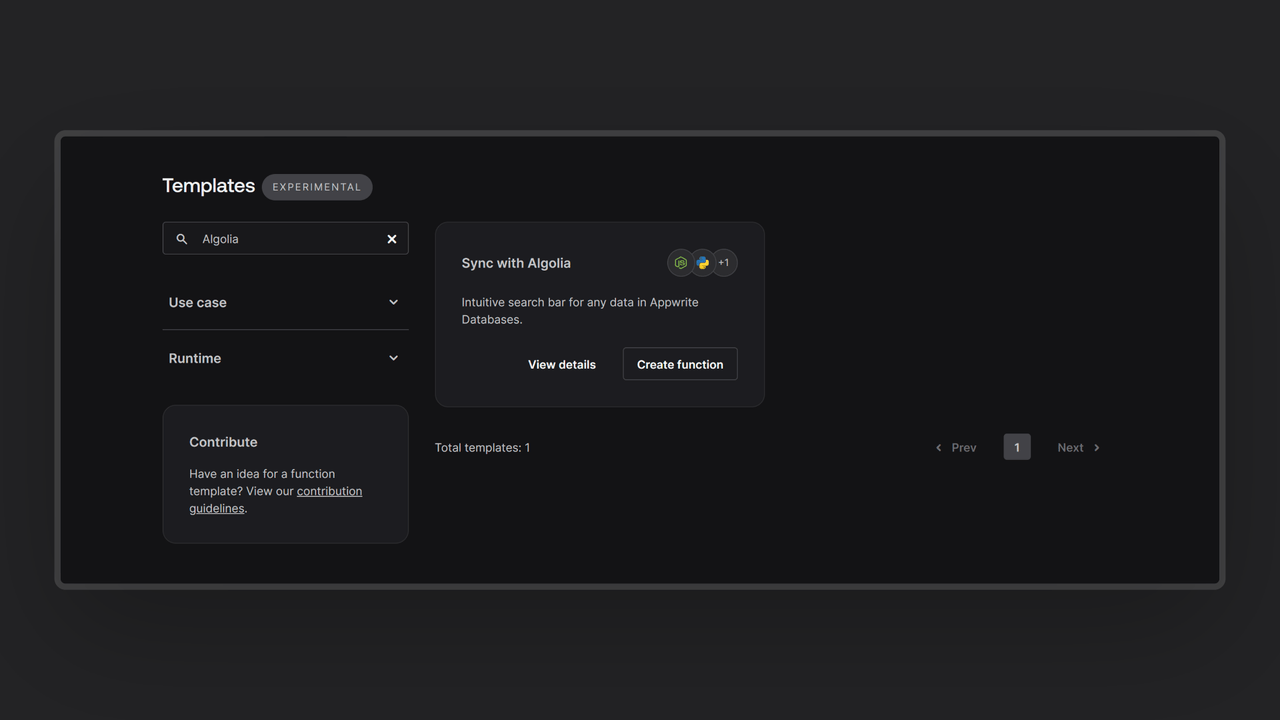 Templates EXPERIMENTAL
Algolia
Use case
Runtime
Contribute
Have an idea for a function
template? View our contribution
guidelines.
Sync with Algolia +1
Intuitive search bar for any data in Appwrite
Databases.
View details Create function
Total templates: 1
Prev 1 Next